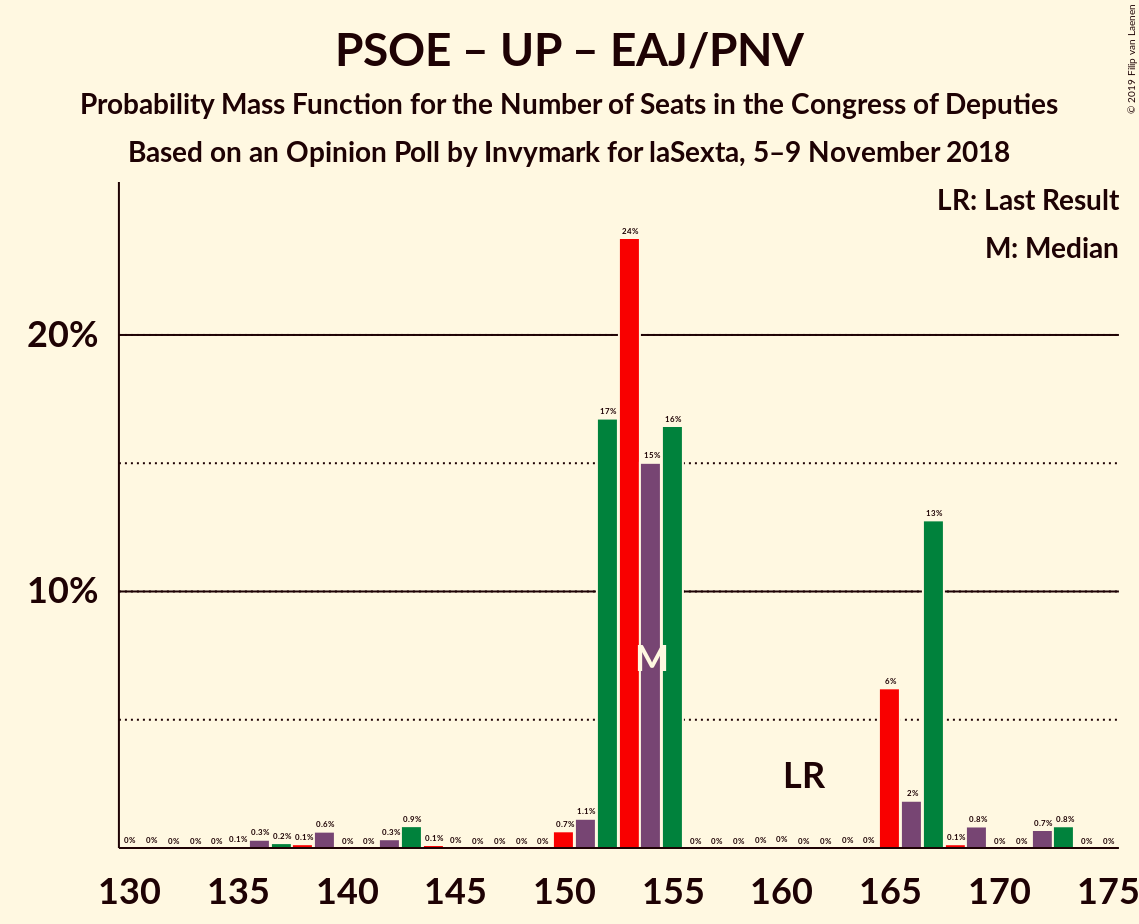 © 2019 Filip van Laenen
PSOE – UP – EAJ/PNV
Probability Mass Function for the Number of Seats in the Congress of Deputies
Based on an Opinion Poll by Invymark for laSexta, 5–9 November 2018
LR: Last Result
M: Median
20%
10%
0% 0% 0% 0% 0% 0.1% 0.3% 0.2% 0.1% 0.6% 0% 0% 0.3% 0.9% 0.1% 0% 0% 0% 0% 0% 0.7% 1.1% 17% 24% 15% 16% 0% 0% 0% 0% 0% 0% 0% 0% 0% 6% 2% 13% 0.1% 0.8% 0% 0% 0.7% 0.8% 0% 0%
M
LR
130 135 140 145 150 155 160 165 170 175